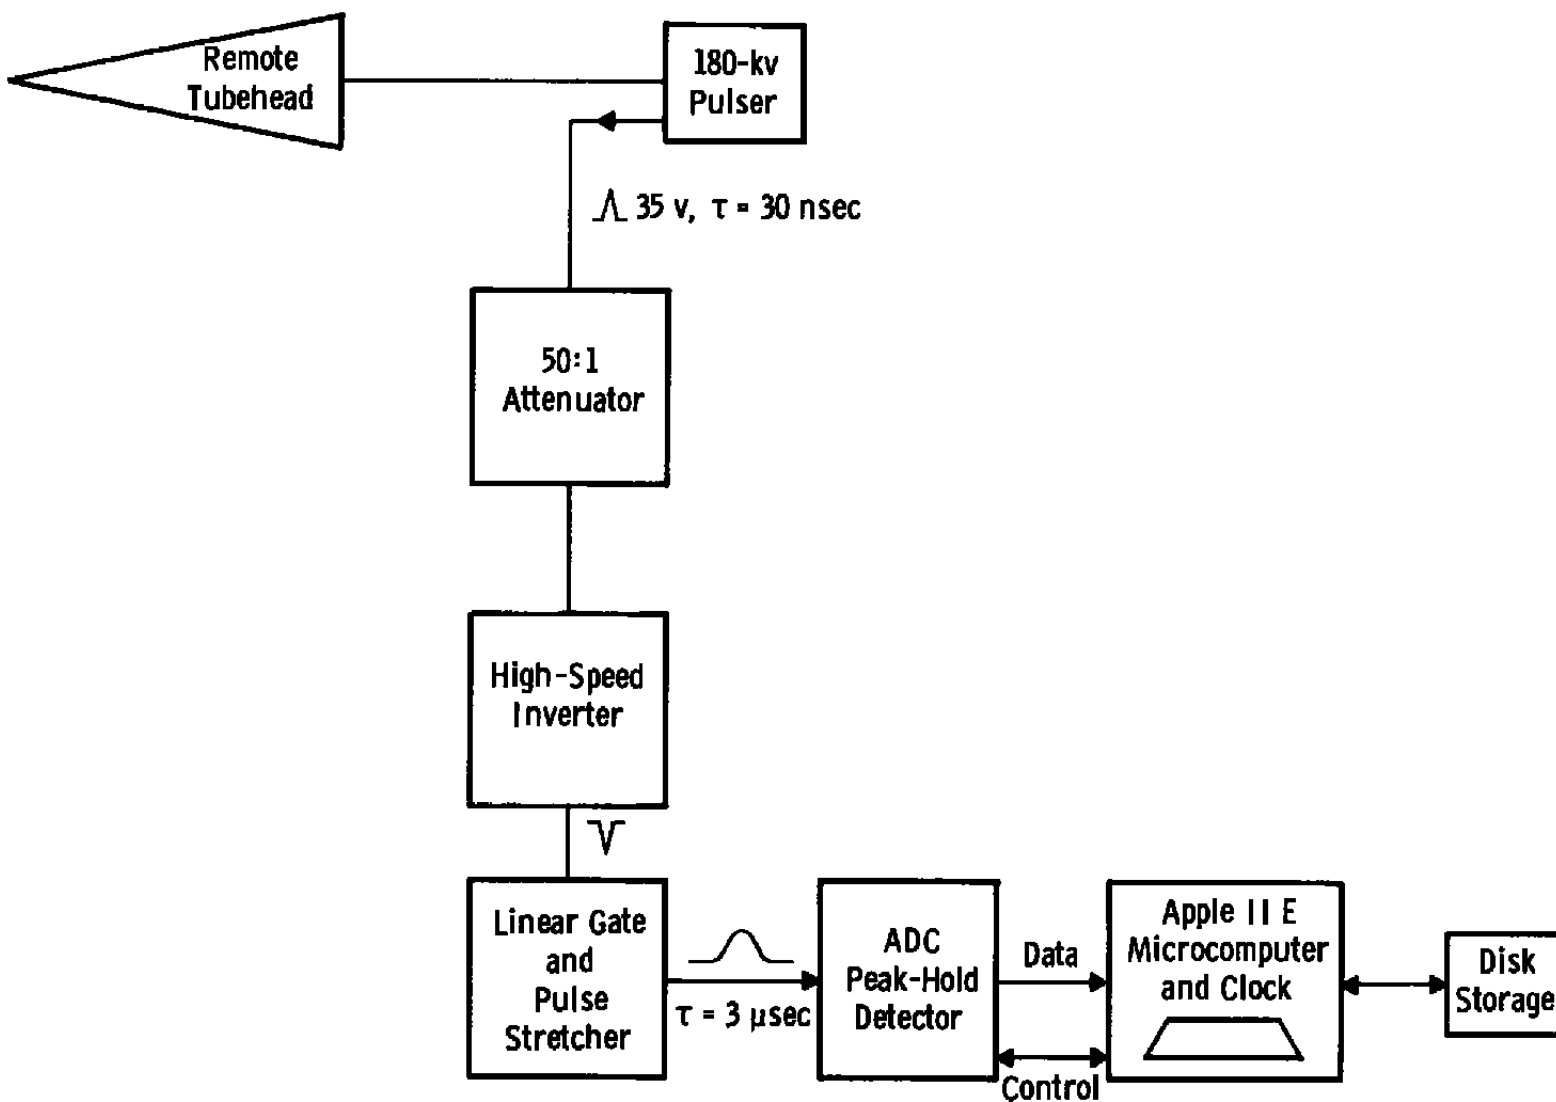 Remote
Tubehead
180-kv
Pulser
35 v, τ = 30 nsec
50:1
Attenuator
High-Speed
Inverter
Linear Gate
and
Pulse
Stretcher
τ = 3 μsec
ADC
Peak-Hold
Detector
Data
Control
Apple II E
Microcomputer
and Clock
Disk
Storage